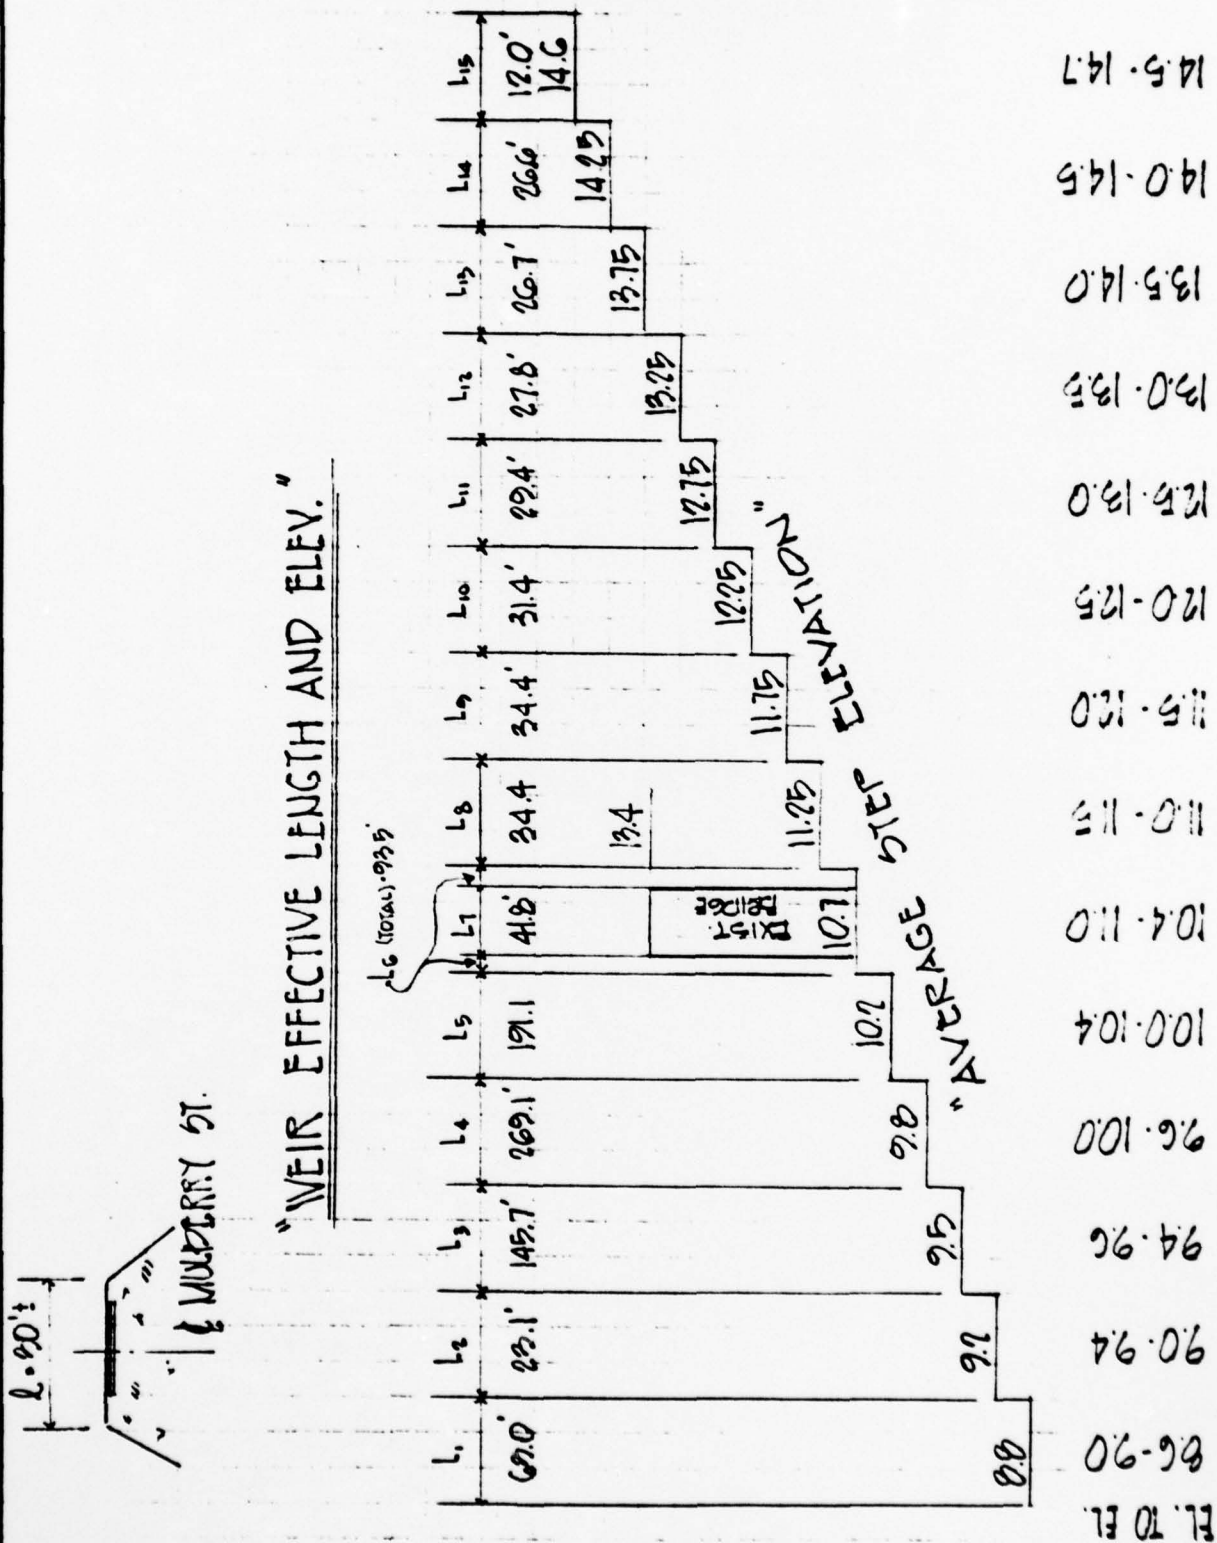 l = 30'±
℄ MULBERRY ST.
"WEIR EFFECTIVE LENGTH AND ELEV."
L6 (TOTAL) = 93.5'
L1 L2 L3 L4 L5 L7 L8 L9 L10 L11 L12 L13 L14 L15
69.0' 23.1' 145.7' 269.1' 191.1 41.8' 34.4 34.4' 31.4' 29.4' 27.8' 26.7' 26.6' 12.0'
13.4
EXIST.
BRIDGE
8.8 9.2 9.5 9.8 10.2 10.7 11.25 11.75 12.25 12.75 13.25 13.75 14.25 14.6
"AVERAGE STEP ELEVATION"
EL. TO EL.
8.6-9.0
9.0-9.4
9.4-9.6
9.6-10.0
10.0-10.4
10.4-11.0
11.0-11.5
11.5-12.0
12.0-12.5
12.5-13.0
13.0-13.5
13.5-14.0
14.0-14.5
14.5-14.7